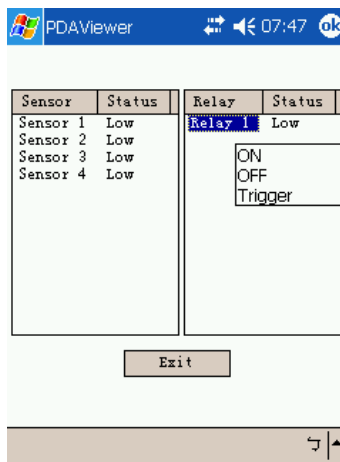 PDAViewer 07:47 ok
Sensor Status Relay Status
Sensor 1 Low Relay 1 Low
Sensor 2 Low
Sensor 3 Low
Sensor 4 Low
ON
OFF
Trigger
Exit